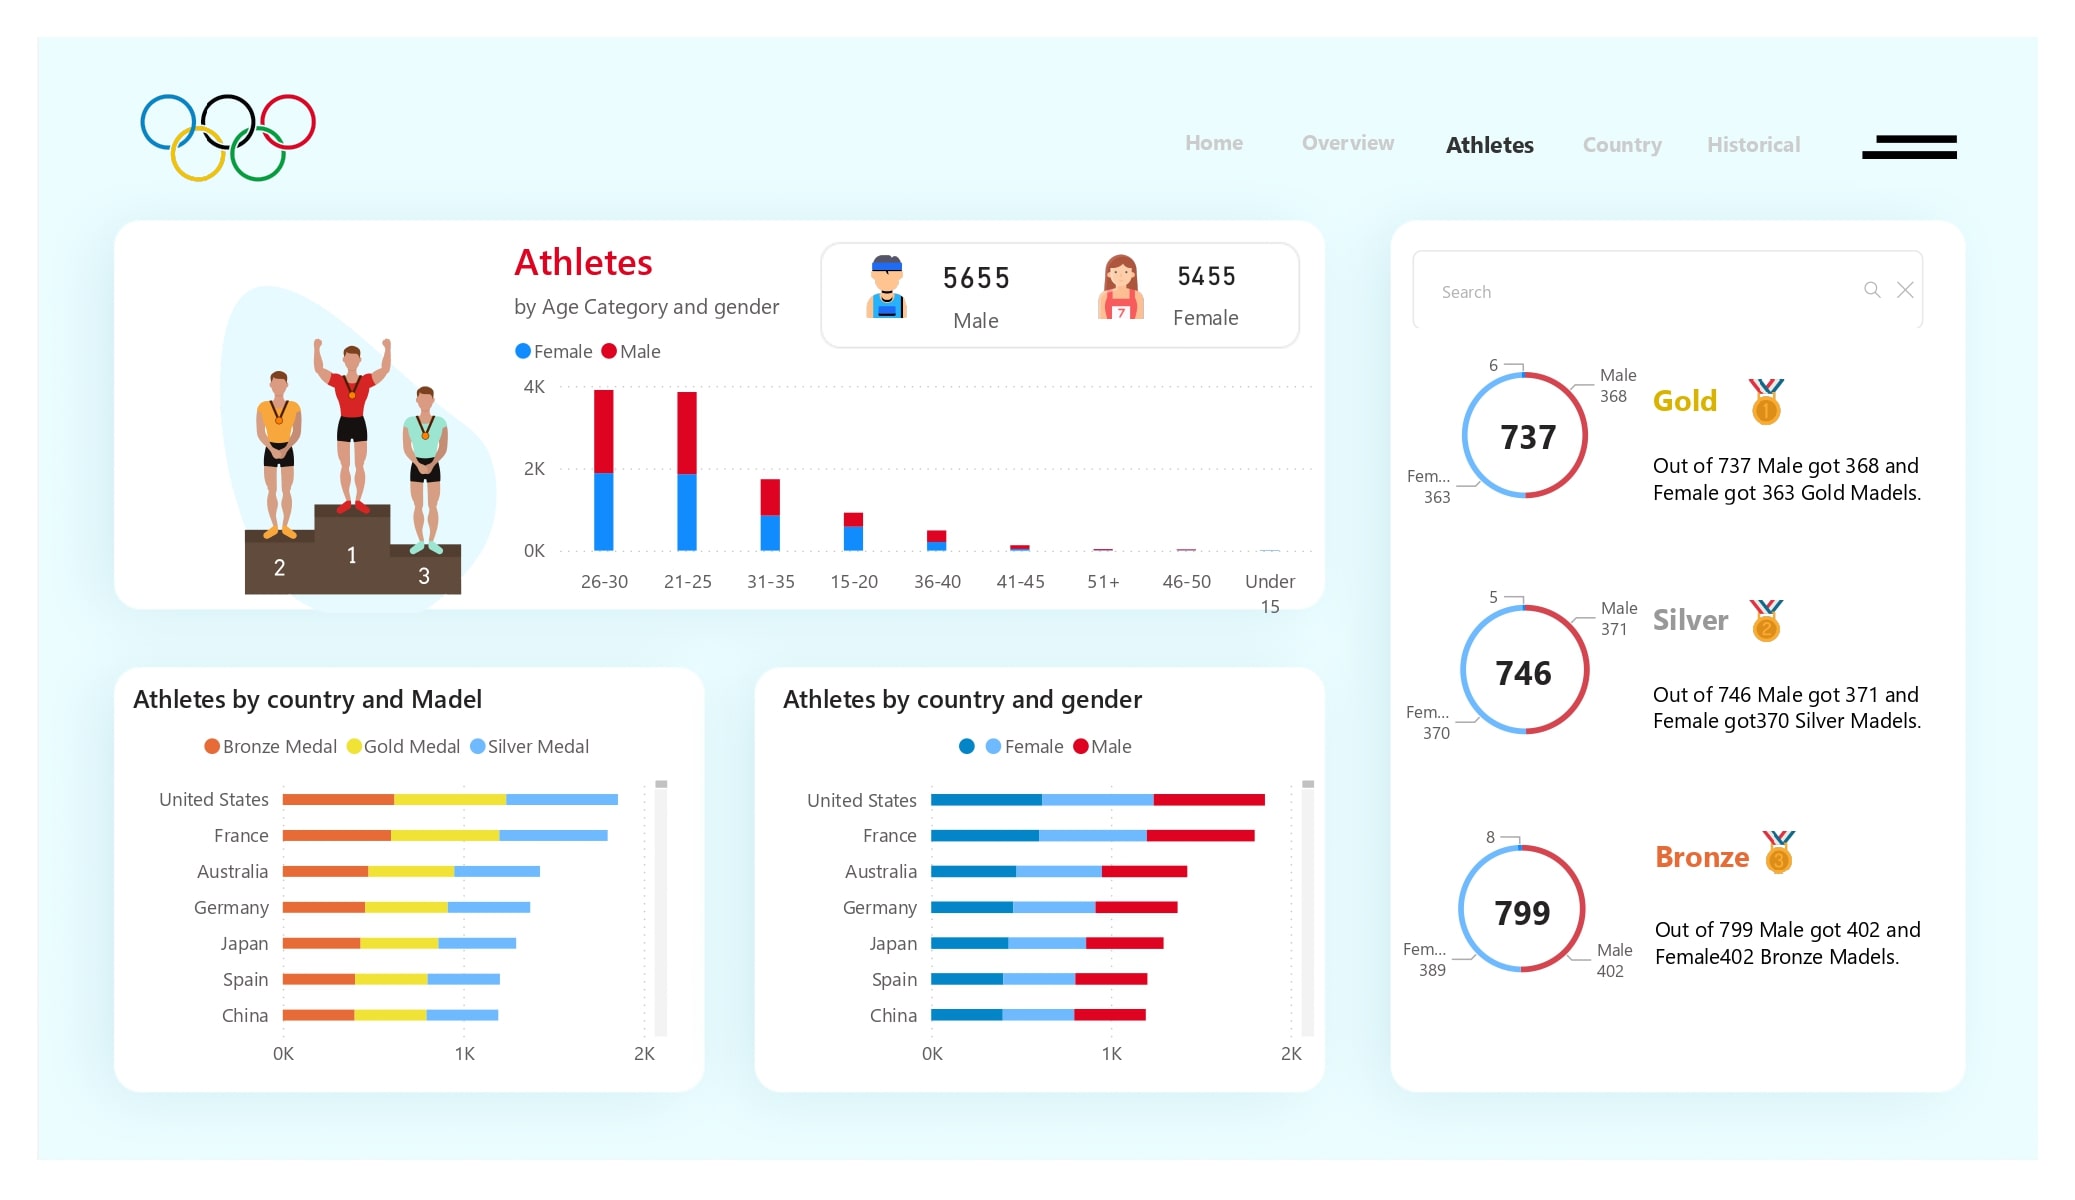 Home
Overview
Athletes
Country
Historical
Athletes
by Age Category and gender
5655
Male
5455
Female
7
Female
Male
4K
2K
0K
26-30
21-25
31-35
15-20
36-40
41-45
51+
46-50
Under
15
2
1
3
Athletes by country and Madel
Bronze Medal
Gold Medal
Silver Medal
United States
France
Australia
Germany
Japan
Spain
China
0K
1K
2K
Athletes by country and gender
Female
Male
United States
France
Australia
Germany
Japan
Spain
China
0K
1K
2K
Search
6
Male
368
737
Fem...
363
Gold
1
Out of 737 Male got 368 and
Female got 363 Gold Madels.
5
Male
371
746
Fem...
370
Silver
2
Out of 746 Male got 371 and
Female got370 Silver Madels.
8
799
Fem...
389
Male
402
Bronze
3
Out of 799 Male got 402 and
Female402 Bronze Madels.